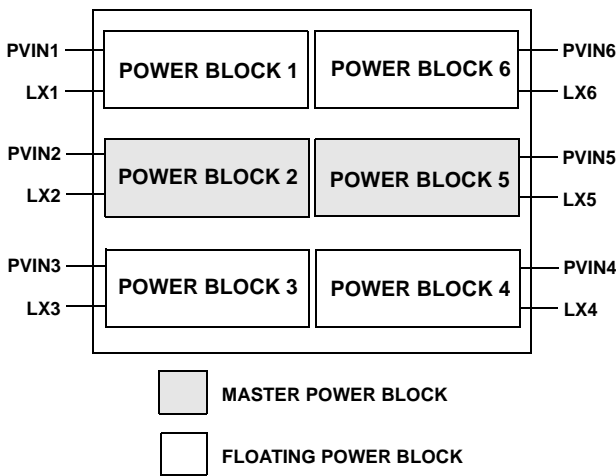 PVIN1
POWER BLOCK 1
LX1
POWER BLOCK 6
PVIN6
LX6
PVIN2
POWER BLOCK 2
LX2
POWER BLOCK 5
PVIN5
LX5
PVIN3
POWER BLOCK 3
LX3
POWER BLOCK 4
PVIN4
LX4
MASTER POWER BLOCK
FLOATING POWER BLOCK